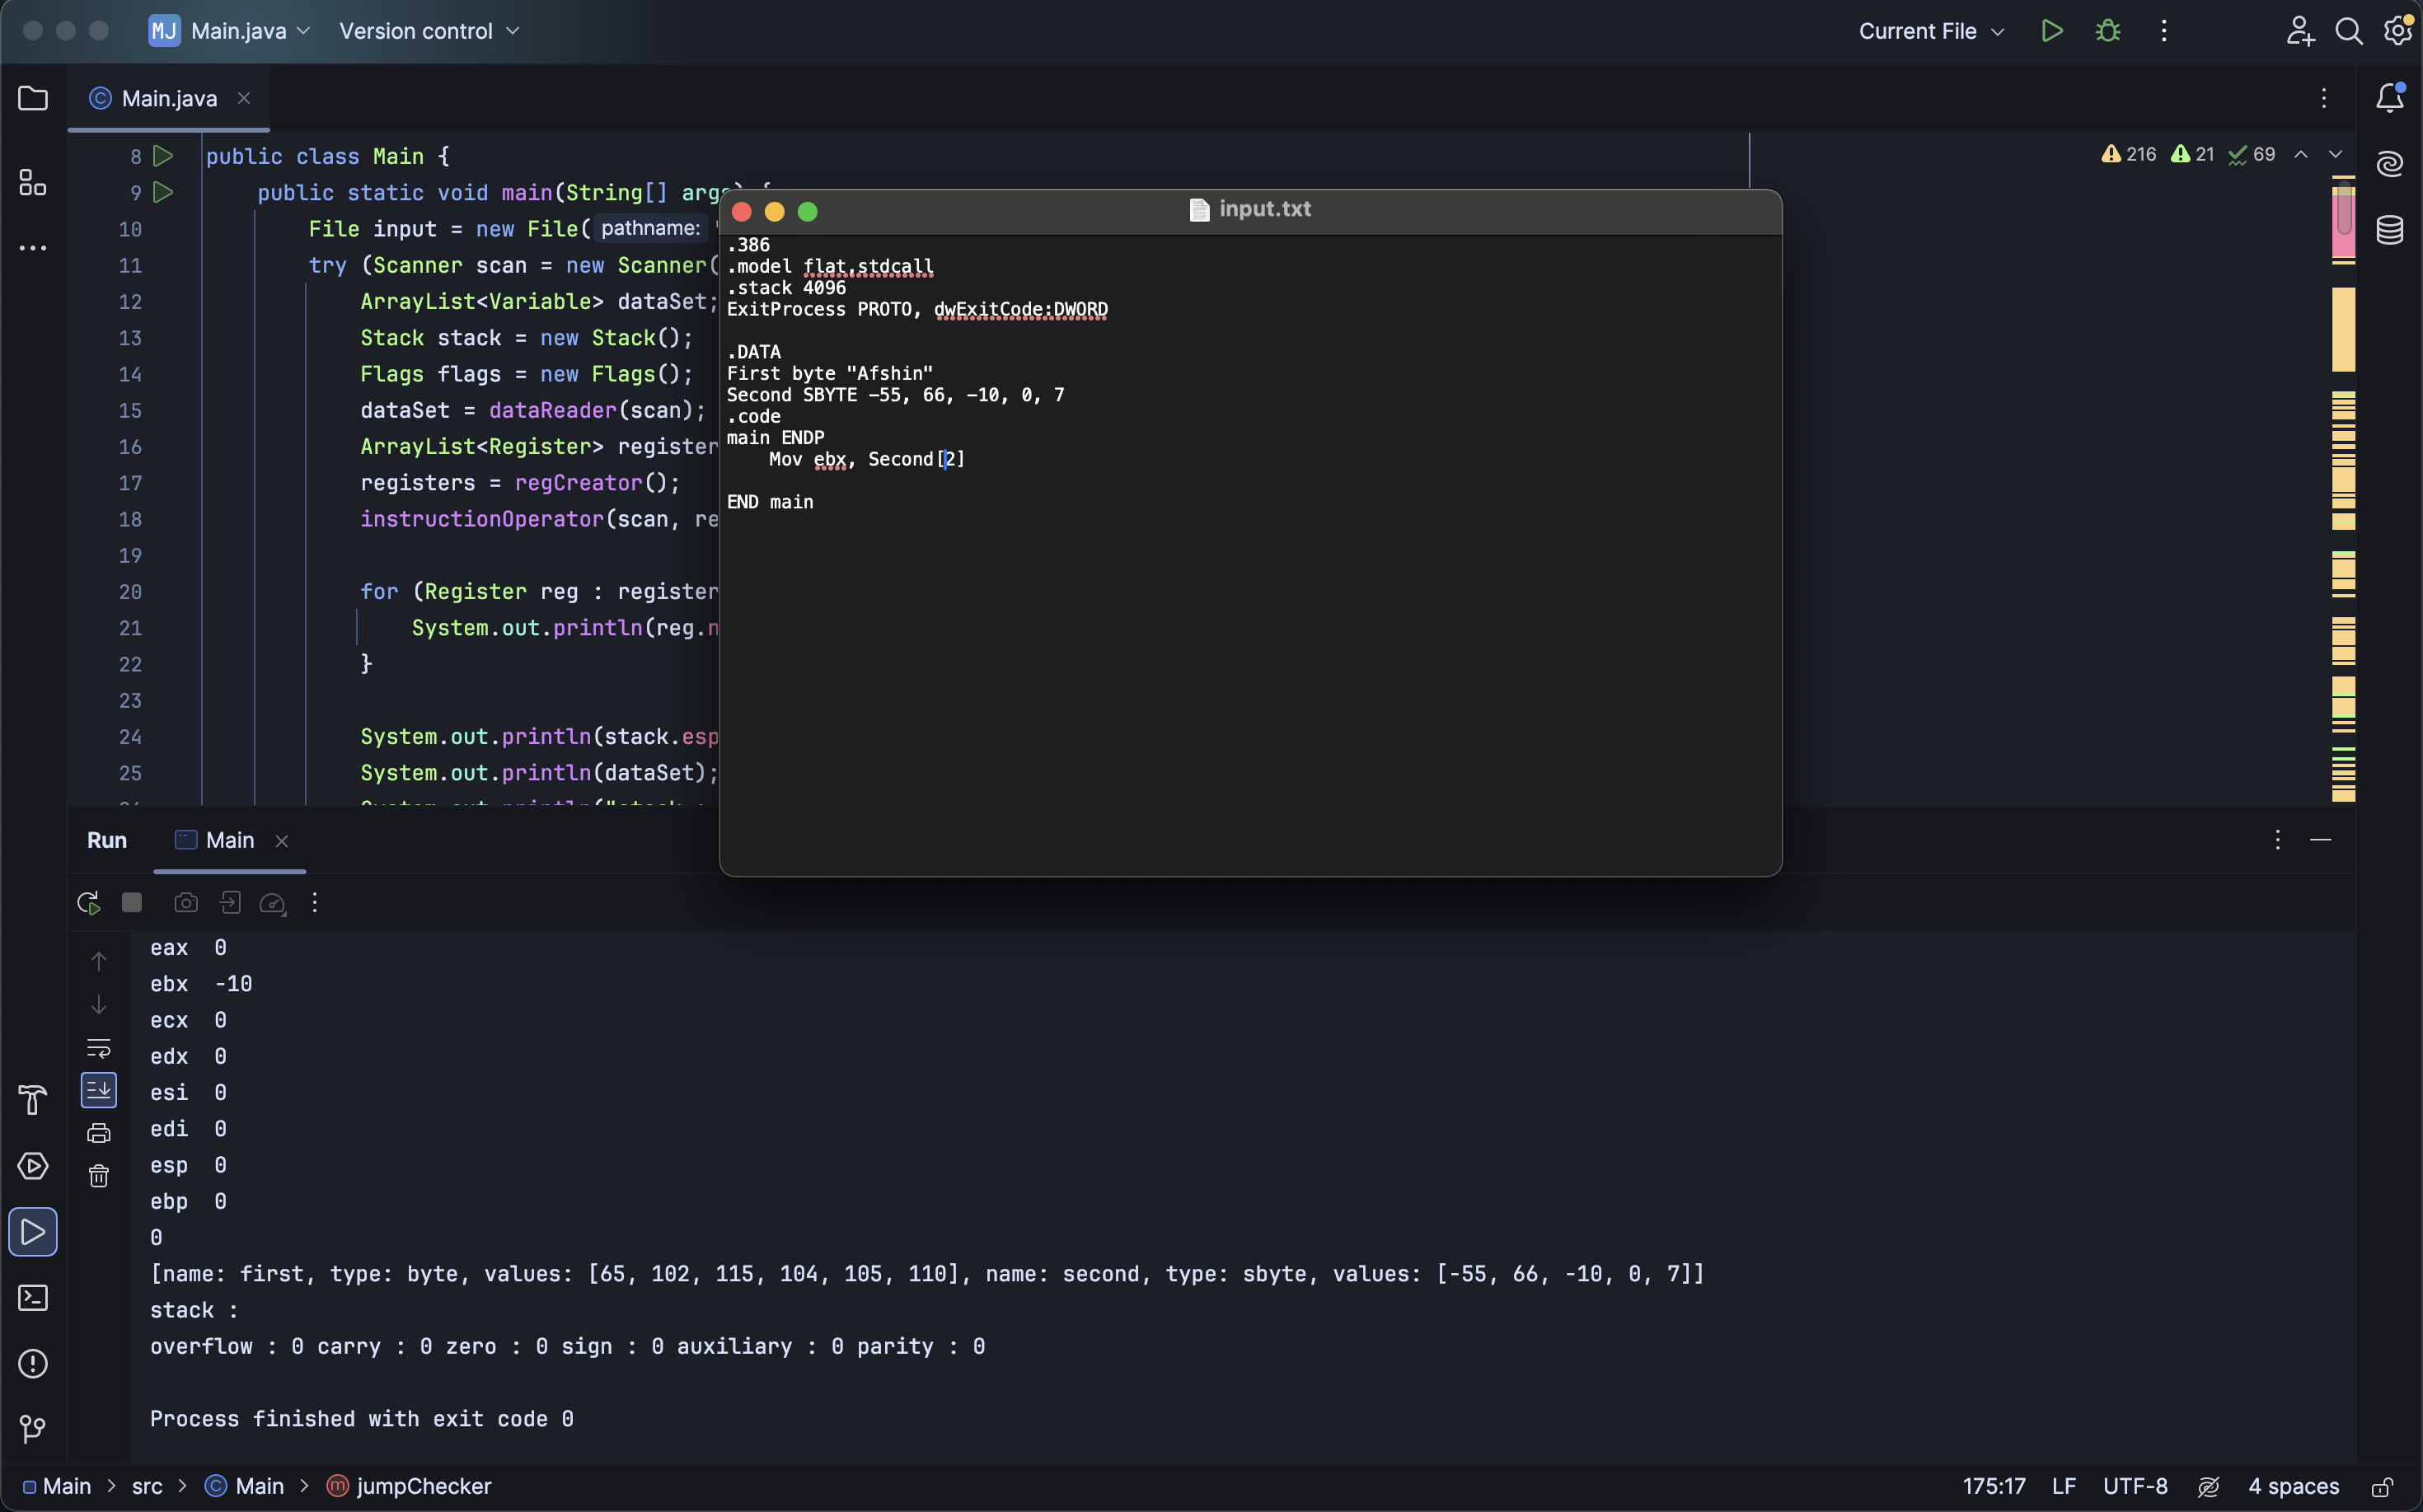 MJ Main.java Version control Current File
Main.java
216 21 69
8 public class Main {
9 public static void main(String[] args) {
10 File input = new File( pathname:
11 try (Scanner scan = new Scanner(
12 ArrayList<Variable> dataSet;
13 Stack stack = new Stack();
14 Flags flags = new Flags();
15 dataSet = dataReader(scan);
16 ArrayList<Register> register
17 registers = regCreator();
18 instructionOperator(scan, re
19
20 for (Register reg : register
21 System.out.println(reg.n
22 }
23
24 System.out.println(stack.esp
25 System.out.println(dataSet);
input.txt
.386
.model flat,stdcall
.stack 4096
ExitProcess PROTO, dwExitCode:DWORD
.DATA
First byte "Afshin"
Second SBYTE -55, 66, -10, 0, 7
.code
main ENDP
Mov ebx, Second[2]
END main
Run Main
eax 0
ebx -10
ecx 0
edx 0
esi 0
edi 0
esp 0
ebp 0
0
[name: first, type: byte, values: [65, 102, 115, 104, 105, 110], name: second, type: sbyte, values: [-55, 66, -10, 0, 7]]
stack :
overflow : 0 carry : 0 zero : 0 sign : 0 auxiliary : 0 parity : 0
Process finished with exit code 0
Main > src > Main > jumpChecker 175:17 LF UTF-8 4 spaces